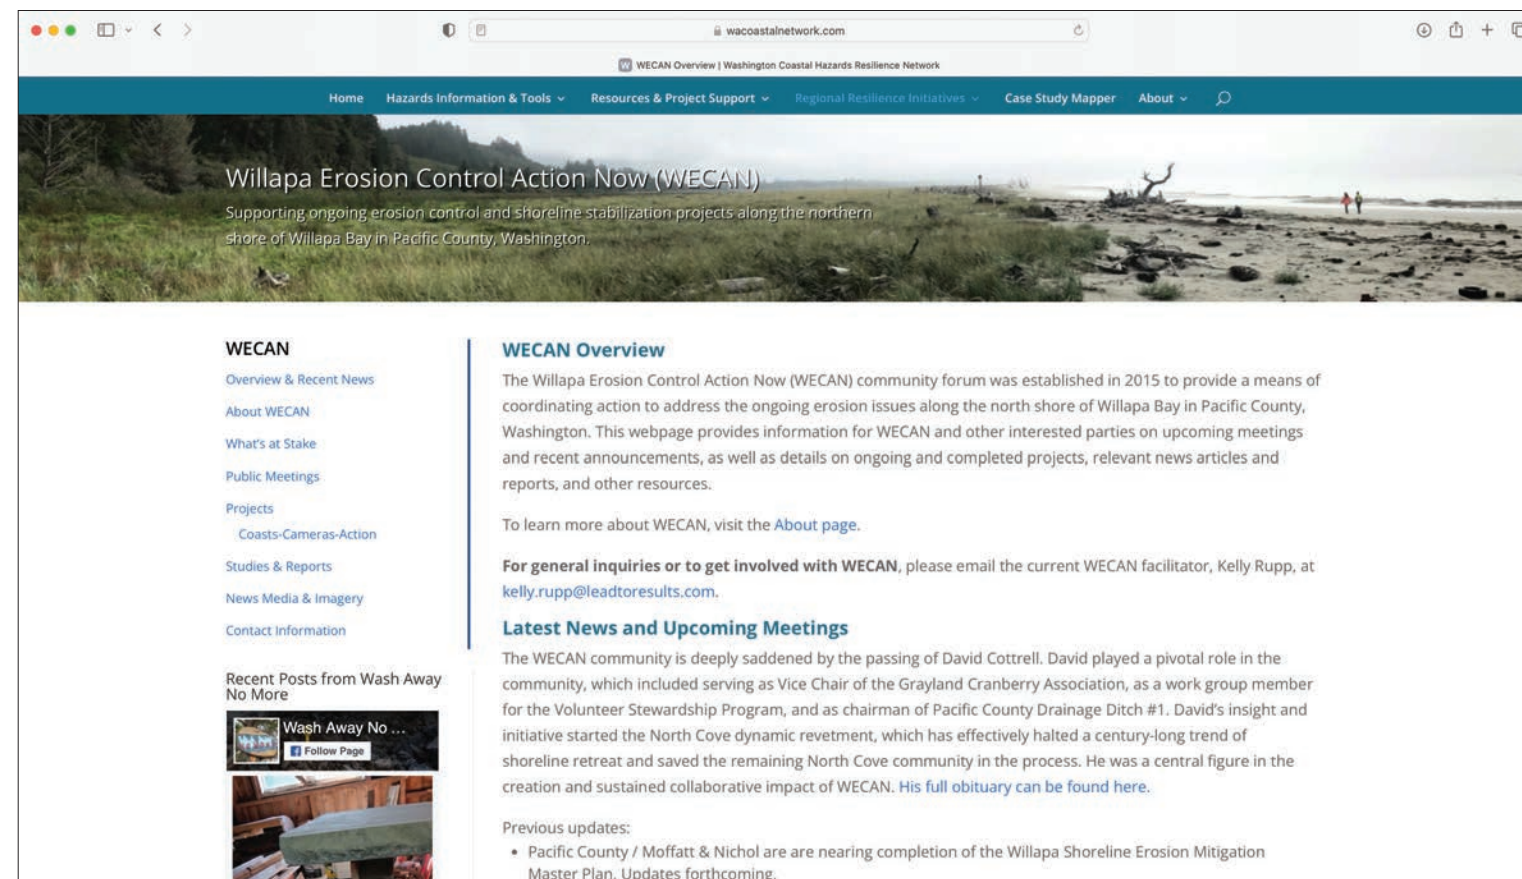 wacoastalnetwork.com
W WECAN Overview | Washington Coastal Hazards Resilience Network
Home Hazards Information & Tools Resources & Project Support Regional Resilience Initiatives Case Study Mapper About
Willapa Erosion Control Action Now (WECAN)
Supporting ongoing erosion control and shoreline stabilization projects along the northern
shore of Willapa Bay in Pacific County, Washington.
WECAN
Overview & Recent News
About WECAN
What's at Stake
Public Meetings
Projects
Coasts-Cameras-Action
Studies & Reports
News Media & Imagery
Contact Information
Recent Posts from Wash Away
No More
Wash Away No ...
Follow Page
WECAN Overview
The Willapa Erosion Control Action Now (WECAN) community forum was established in 2015 to provide a means of
coordinating action to address the ongoing erosion issues along the north shore of Willapa Bay in Pacific County,
Washington. This webpage provides information for WECAN and other interested parties on upcoming meetings
and recent announcements, as well as details on ongoing and completed projects, relevant news articles and
reports, and other resources.
To learn more about WECAN, visit the About page.
For general inquiries or to get involved with WECAN, please email the current WECAN facilitator, Kelly Rupp, at
kelly.rupp@leadtoresults.com.
Latest News and Upcoming Meetings
The WECAN community is deeply saddened by the passing of David Cottrell. David played a pivotal role in the
community, which included serving as Vice Chair of the Grayland Cranberry Association, as a work group member
for the Volunteer Stewardship Program, and as chairman of Pacific County Drainage Ditch #1. David's insight and
initiative started the North Cove dynamic revetment, which has effectively halted a century-long trend of
shoreline retreat and saved the remaining North Cove community in the process. He was a central figure in the
creation and sustained collaborative impact of WECAN. His full obituary can be found here.
Previous updates:
• Pacific County / Moffatt & Nichol are are nearing completion of the Willapa Shoreline Erosion Mitigation
Master Plan. Updates forthcoming.